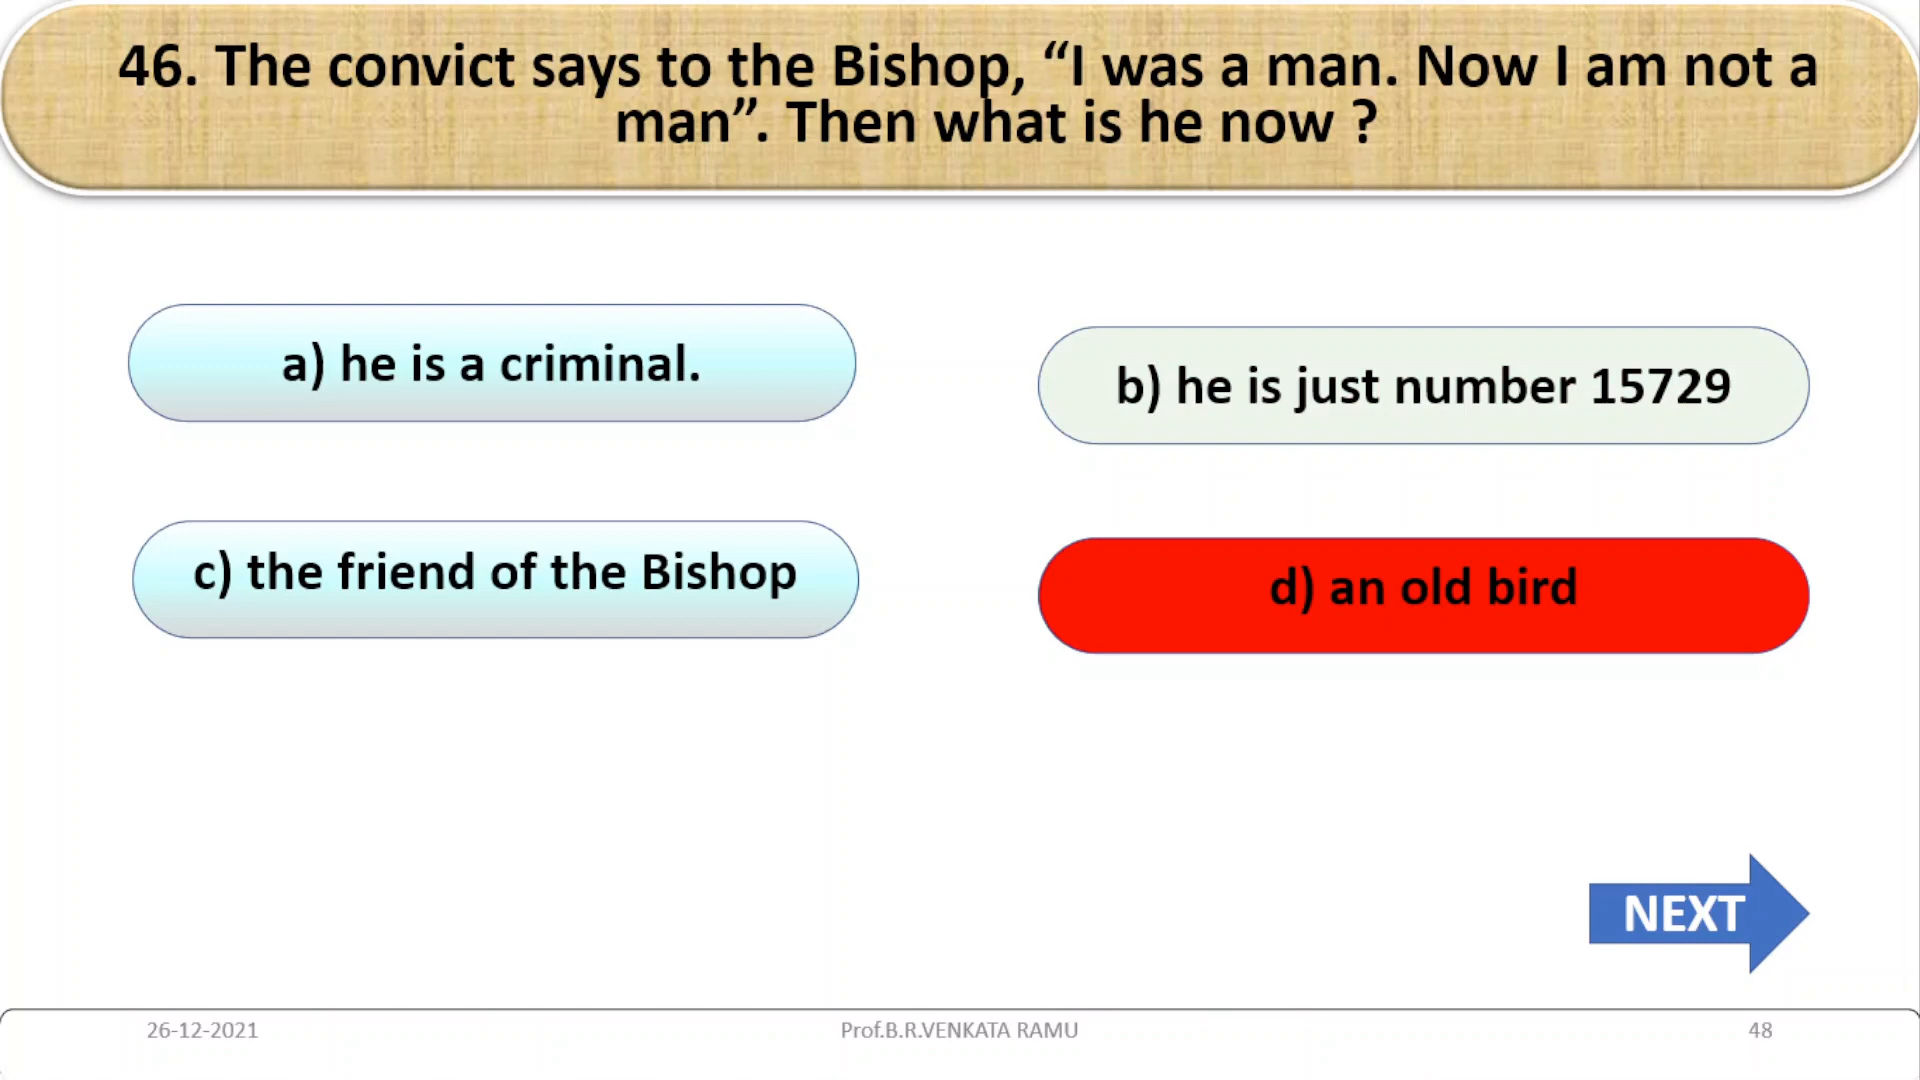 46. The convict says to the Bishop, “I was a man. Now I am not a
man”. Then what is he now ?
a) he is a criminal.
b) he is just number 15729
c) the friend of the Bishop
d) an old bird
NEXT
26-12-2021
Prof.B.R.VENKATA RAMU
48